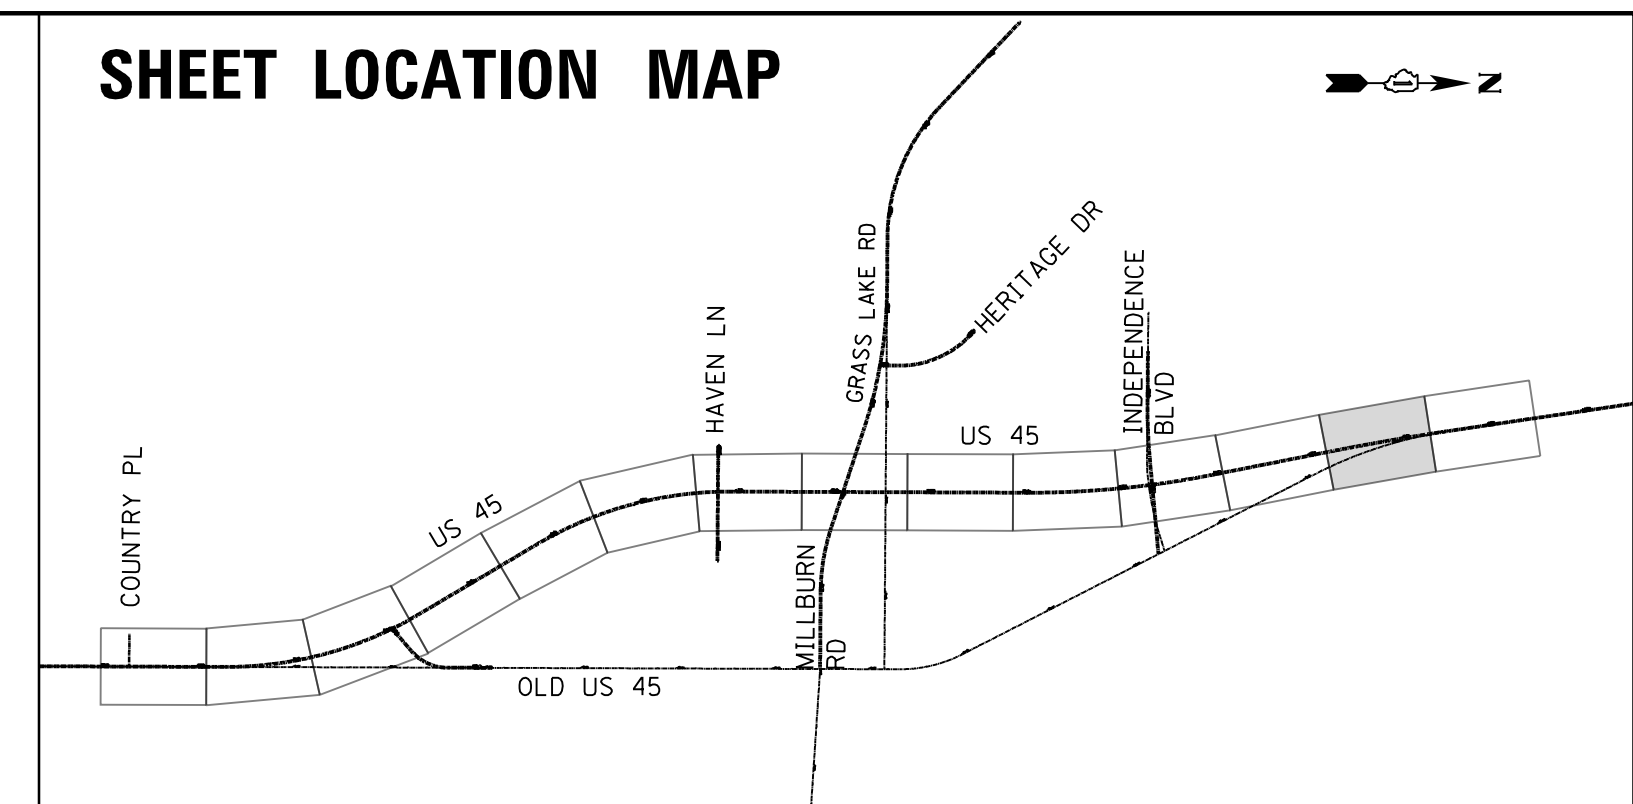 SHEET LOCATION MAP
N
GRASS LAKE RD
HERITAGE DR
INDEPENDENCE
BLVD
HAVEN LN
US 45
COUNTRY PL
US 45
MILLBURN
RD
OLD US 45